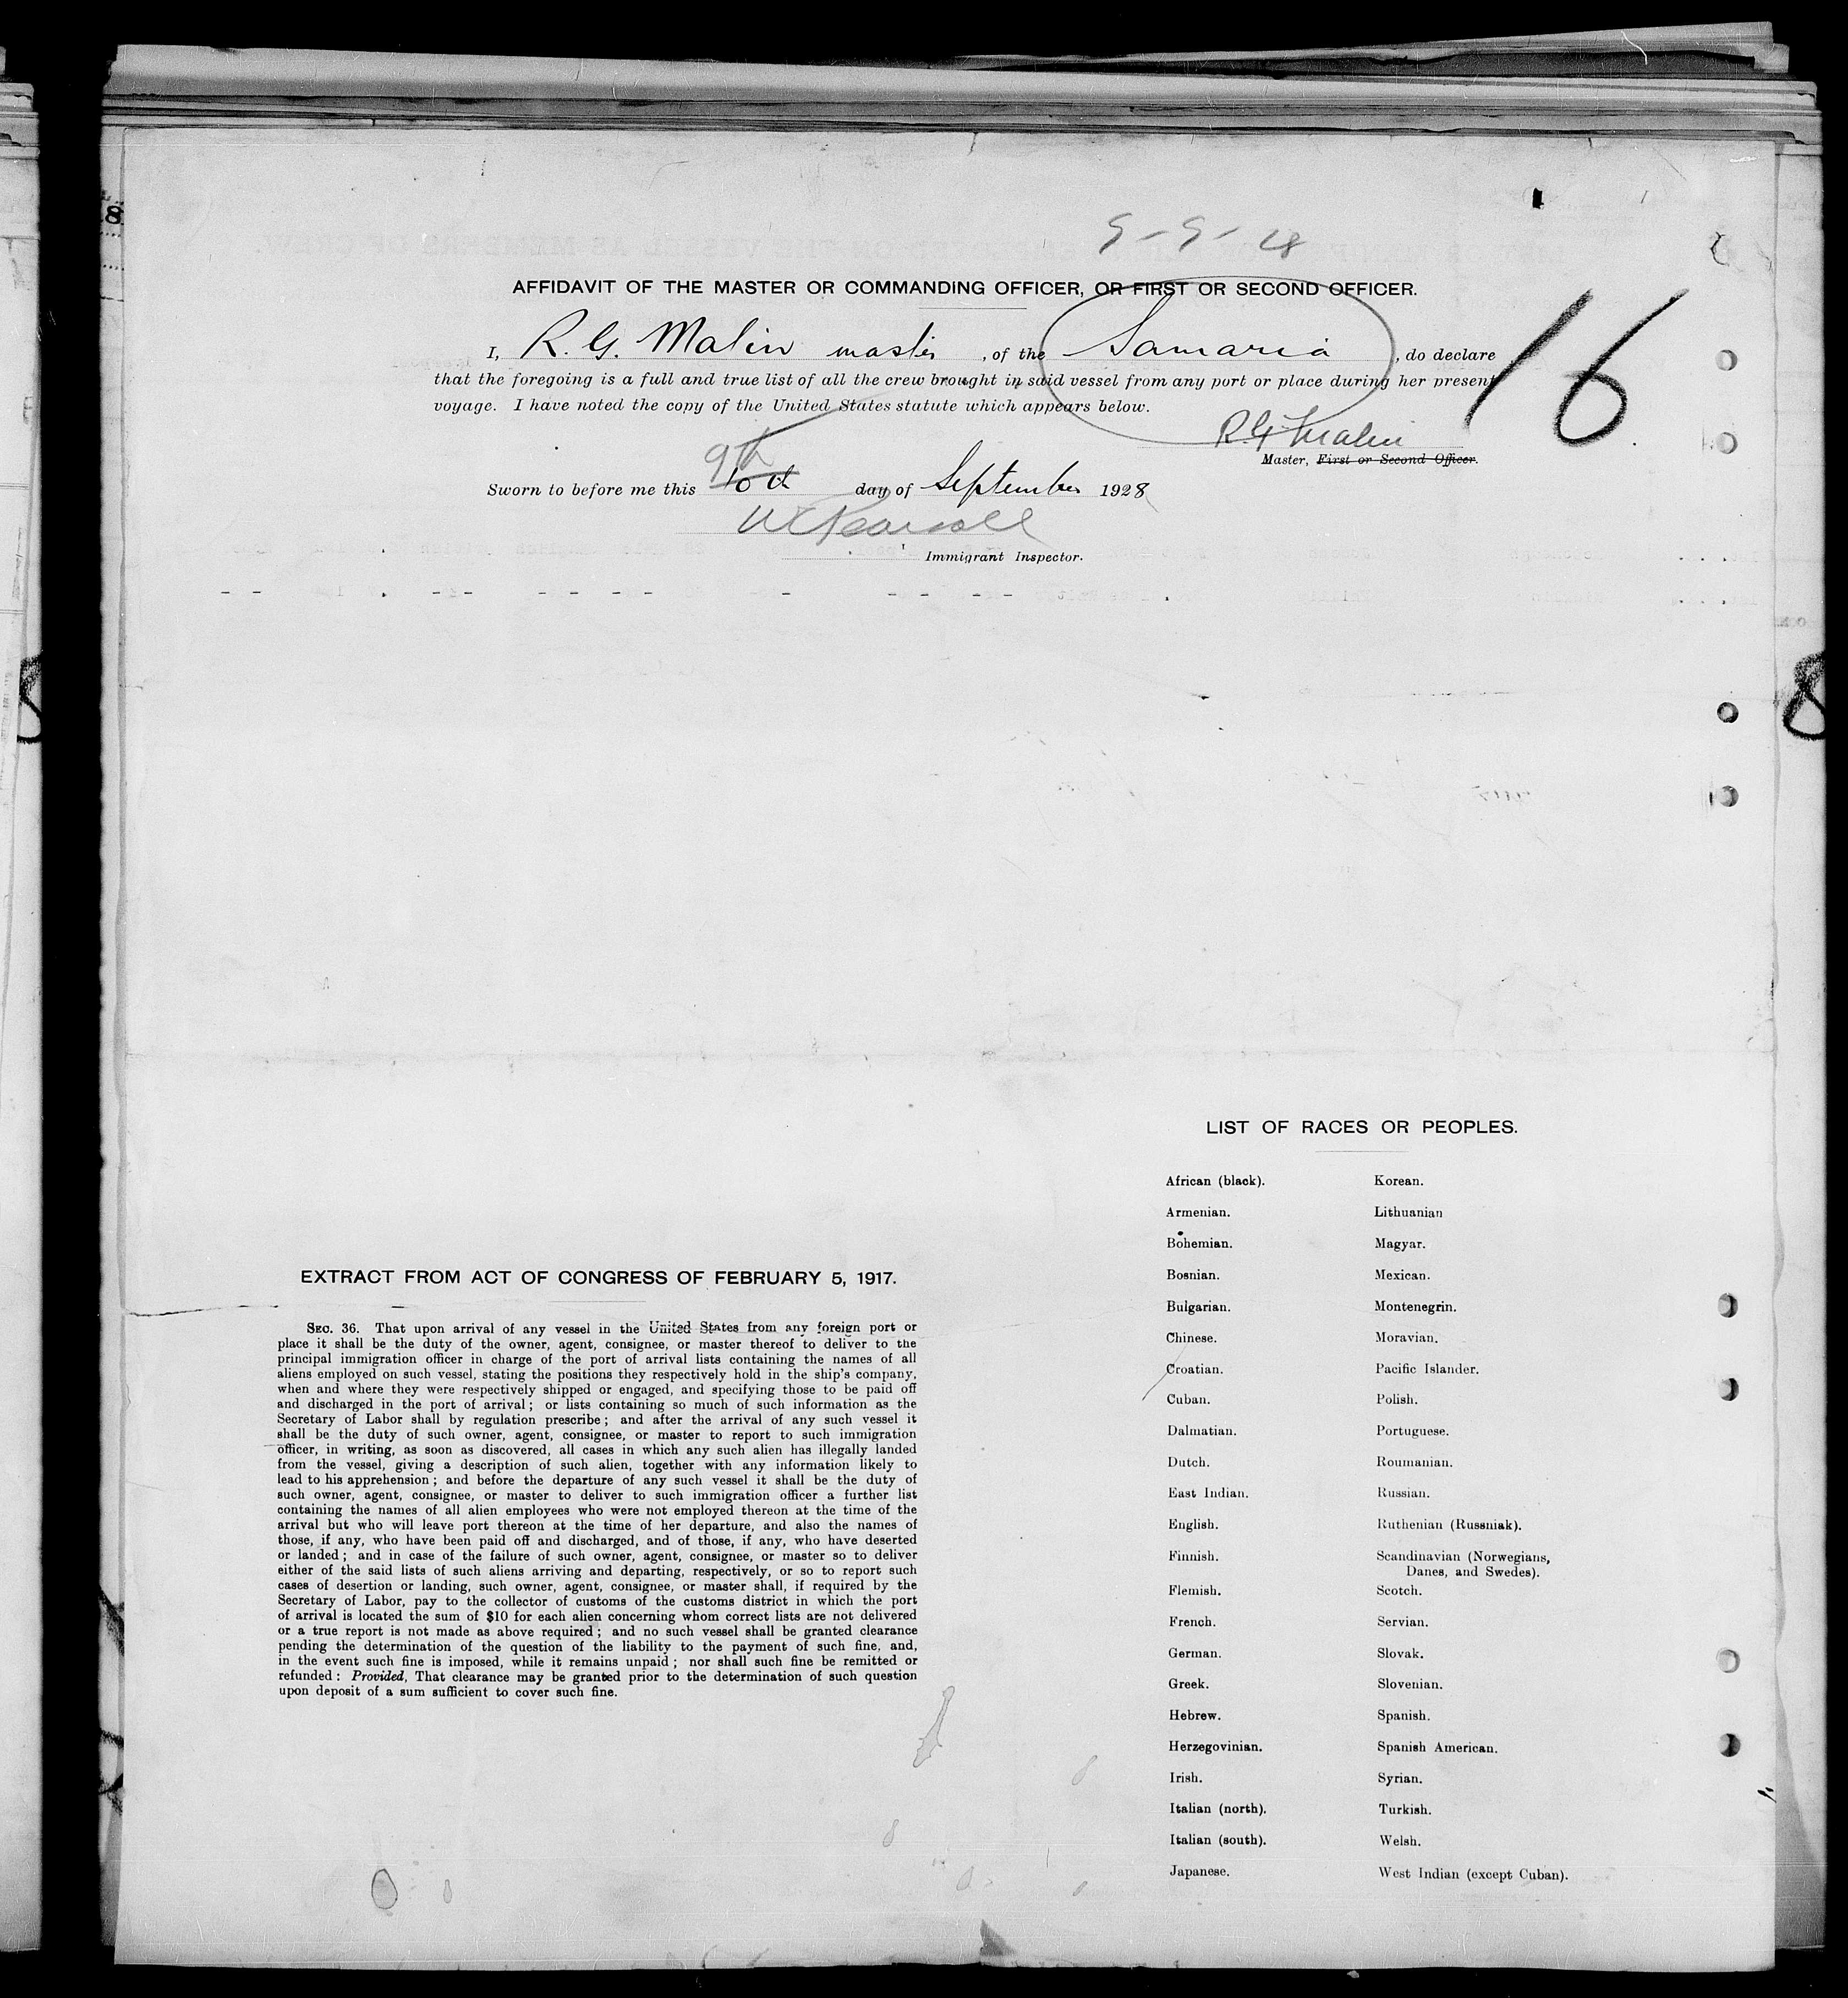 9-9-28
AFFIDAVIT OF THE MASTER OR COMMANDING OFFICER, OR FIRST OR SECOND OFFICER.
16
I, R. G. Malin master, of the Samaria, do declare
that the foregoing is a full and true list of all the crew brought in said vessel from any port or place during her present
voyage. I have noted the copy of the United States statute which appears below.
R G Malin
Master, First or Second Officer.
9th
Sworn to before me this 10th day of September 1928
Immigrant Inspector.
LIST OF RACES OR PEOPLES.
African (black). Korean.
Armenian. Lithuanian
Bohemian. Magyar.
Bosnian. Mexican.
Bulgarian. Montenegrin.
Chinese. Moravian.
Croatian. Pacific Islander.
Cuban. Polish.
Dalmatian. Portuguese.
Dutch. Roumanian.
East Indian. Russian.
English. Ruthenian (Russniak).
Finnish. Scandinavian (Norwegians,
Danes, and Swedes).
Flemish. Scotch.
French. Servian.
German. Slovak.
Greek. Slovenian.
Hebrew. Spanish.
Herzegovinian. Spanish American.
Irish. Syrian.
Italian (north). Turkish.
Italian (south). Welsh.
Japanese. West Indian (except Cuban).
EXTRACT FROM ACT OF CONGRESS OF FEBRUARY 5, 1917.
SEC. 36. That upon arrival of any vessel in the United States from any foreign port or
place it shall be the duty of the owner, agent, consignee, or master thereof to deliver to the
principal immigration officer in charge of the port of arrival lists containing the names of all
aliens employed on such vessel, stating the positions they respectively hold in the ship's company,
when and where they were respectively shipped or engaged, and specifying those to be paid off
and discharged in the port of arrival; or lists containing so much of such information as the
Secretary of Labor shall by regulation prescribe; and after the arrival of any such vessel it
shall be the duty of such owner, agent, consignee, or master to report to such immigration
officer, in writing, as soon as discovered, all cases in which any such alien has illegally landed
from the vessel, giving a description of such alien, together with any information likely to
lead to his apprehension; and before the departure of any such vessel it shall be the duty of
such owner, agent, consignee, or master to deliver to such immigration officer a further list
containing the names of all alien employees who were not employed thereon at the time of the
arrival but who will leave port thereon at the time of her departure, and also the names of
those, if any, who have been paid off and discharged, and of those, if any, who have deserted
or landed; and in case of the failure of such owner, agent, consignee, or master so to deliver
either of the said lists of such aliens arriving and departing, respectively, or so to report such
cases of desertion or landing, such owner, agent, consignee, or master shall, if required by the
Secretary of Labor, pay to the collector of customs of the customs district in which the port
of arrival is located the sum of $10 for each alien concerning whom correct lists are not delivered
or a true report is not made as above required; and no such vessel shall be granted clearance
pending the determination of the question of the liability to the payment of such fine, and,
in the event such fine is imposed, while it remains unpaid; nor shall such fine be remitted or
refunded: Provided, That clearance may be granted prior to the determination of such question
upon deposit of a sum sufficient to cover such fine.